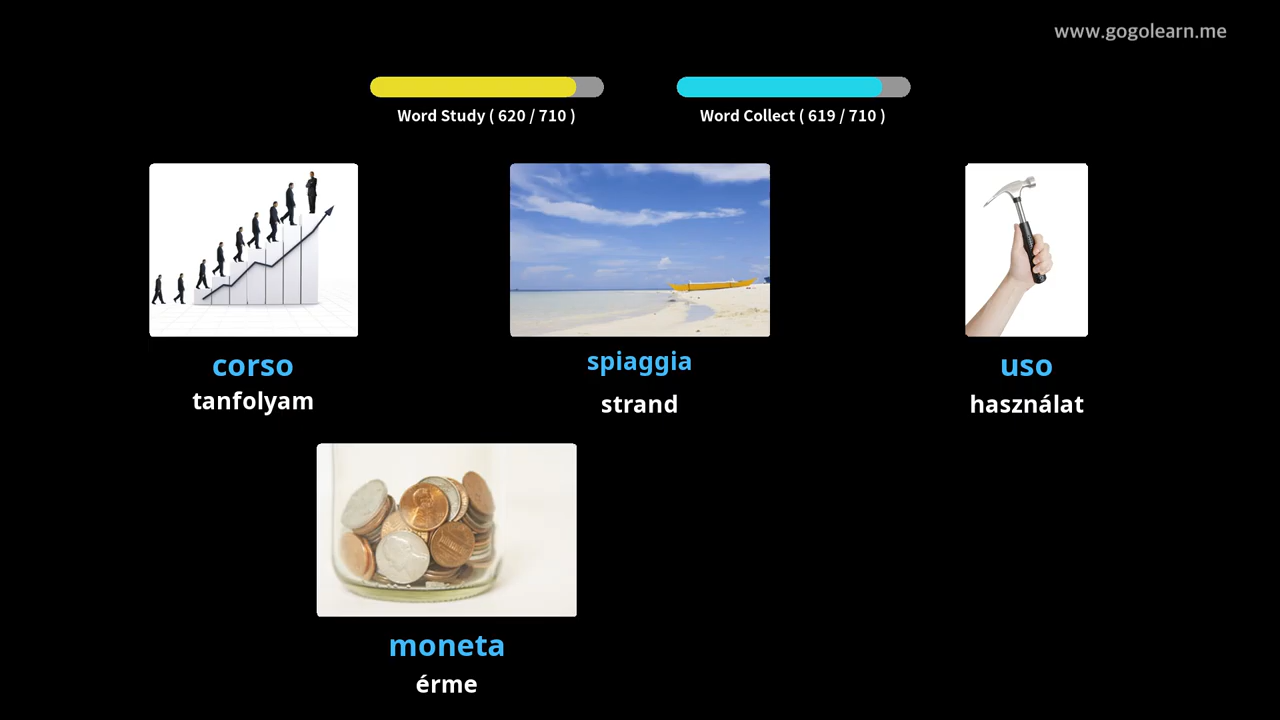 www.gogolearn.me
Word Study ( 620 / 710 )
Word Collect ( 619 / 710 )
corso
tanfolyam
spiaggia
strand
uso
használat
moneta
érme